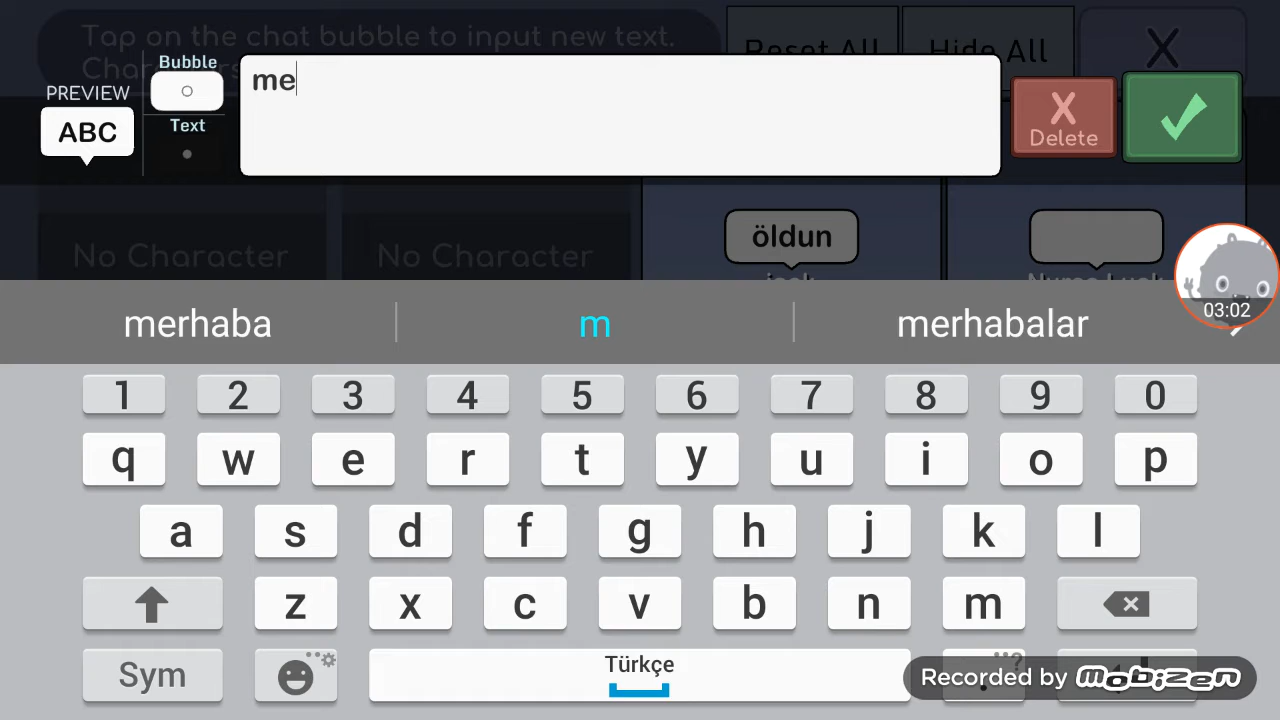 Tap on the chat bubble to input new text.
Reset All
Hide All
X
Bubble
PREVIEW
ABC
Text
me
X
Delete
No Character
No Character
öldun
03:02
merhaba
m
merhabalar
1 2 3 4 5 6 7 8 9 0
q w e r t y u i o p
a s d f g h j k l
z x c v b n m
Sym
Türkçe
Recorded by mobizen